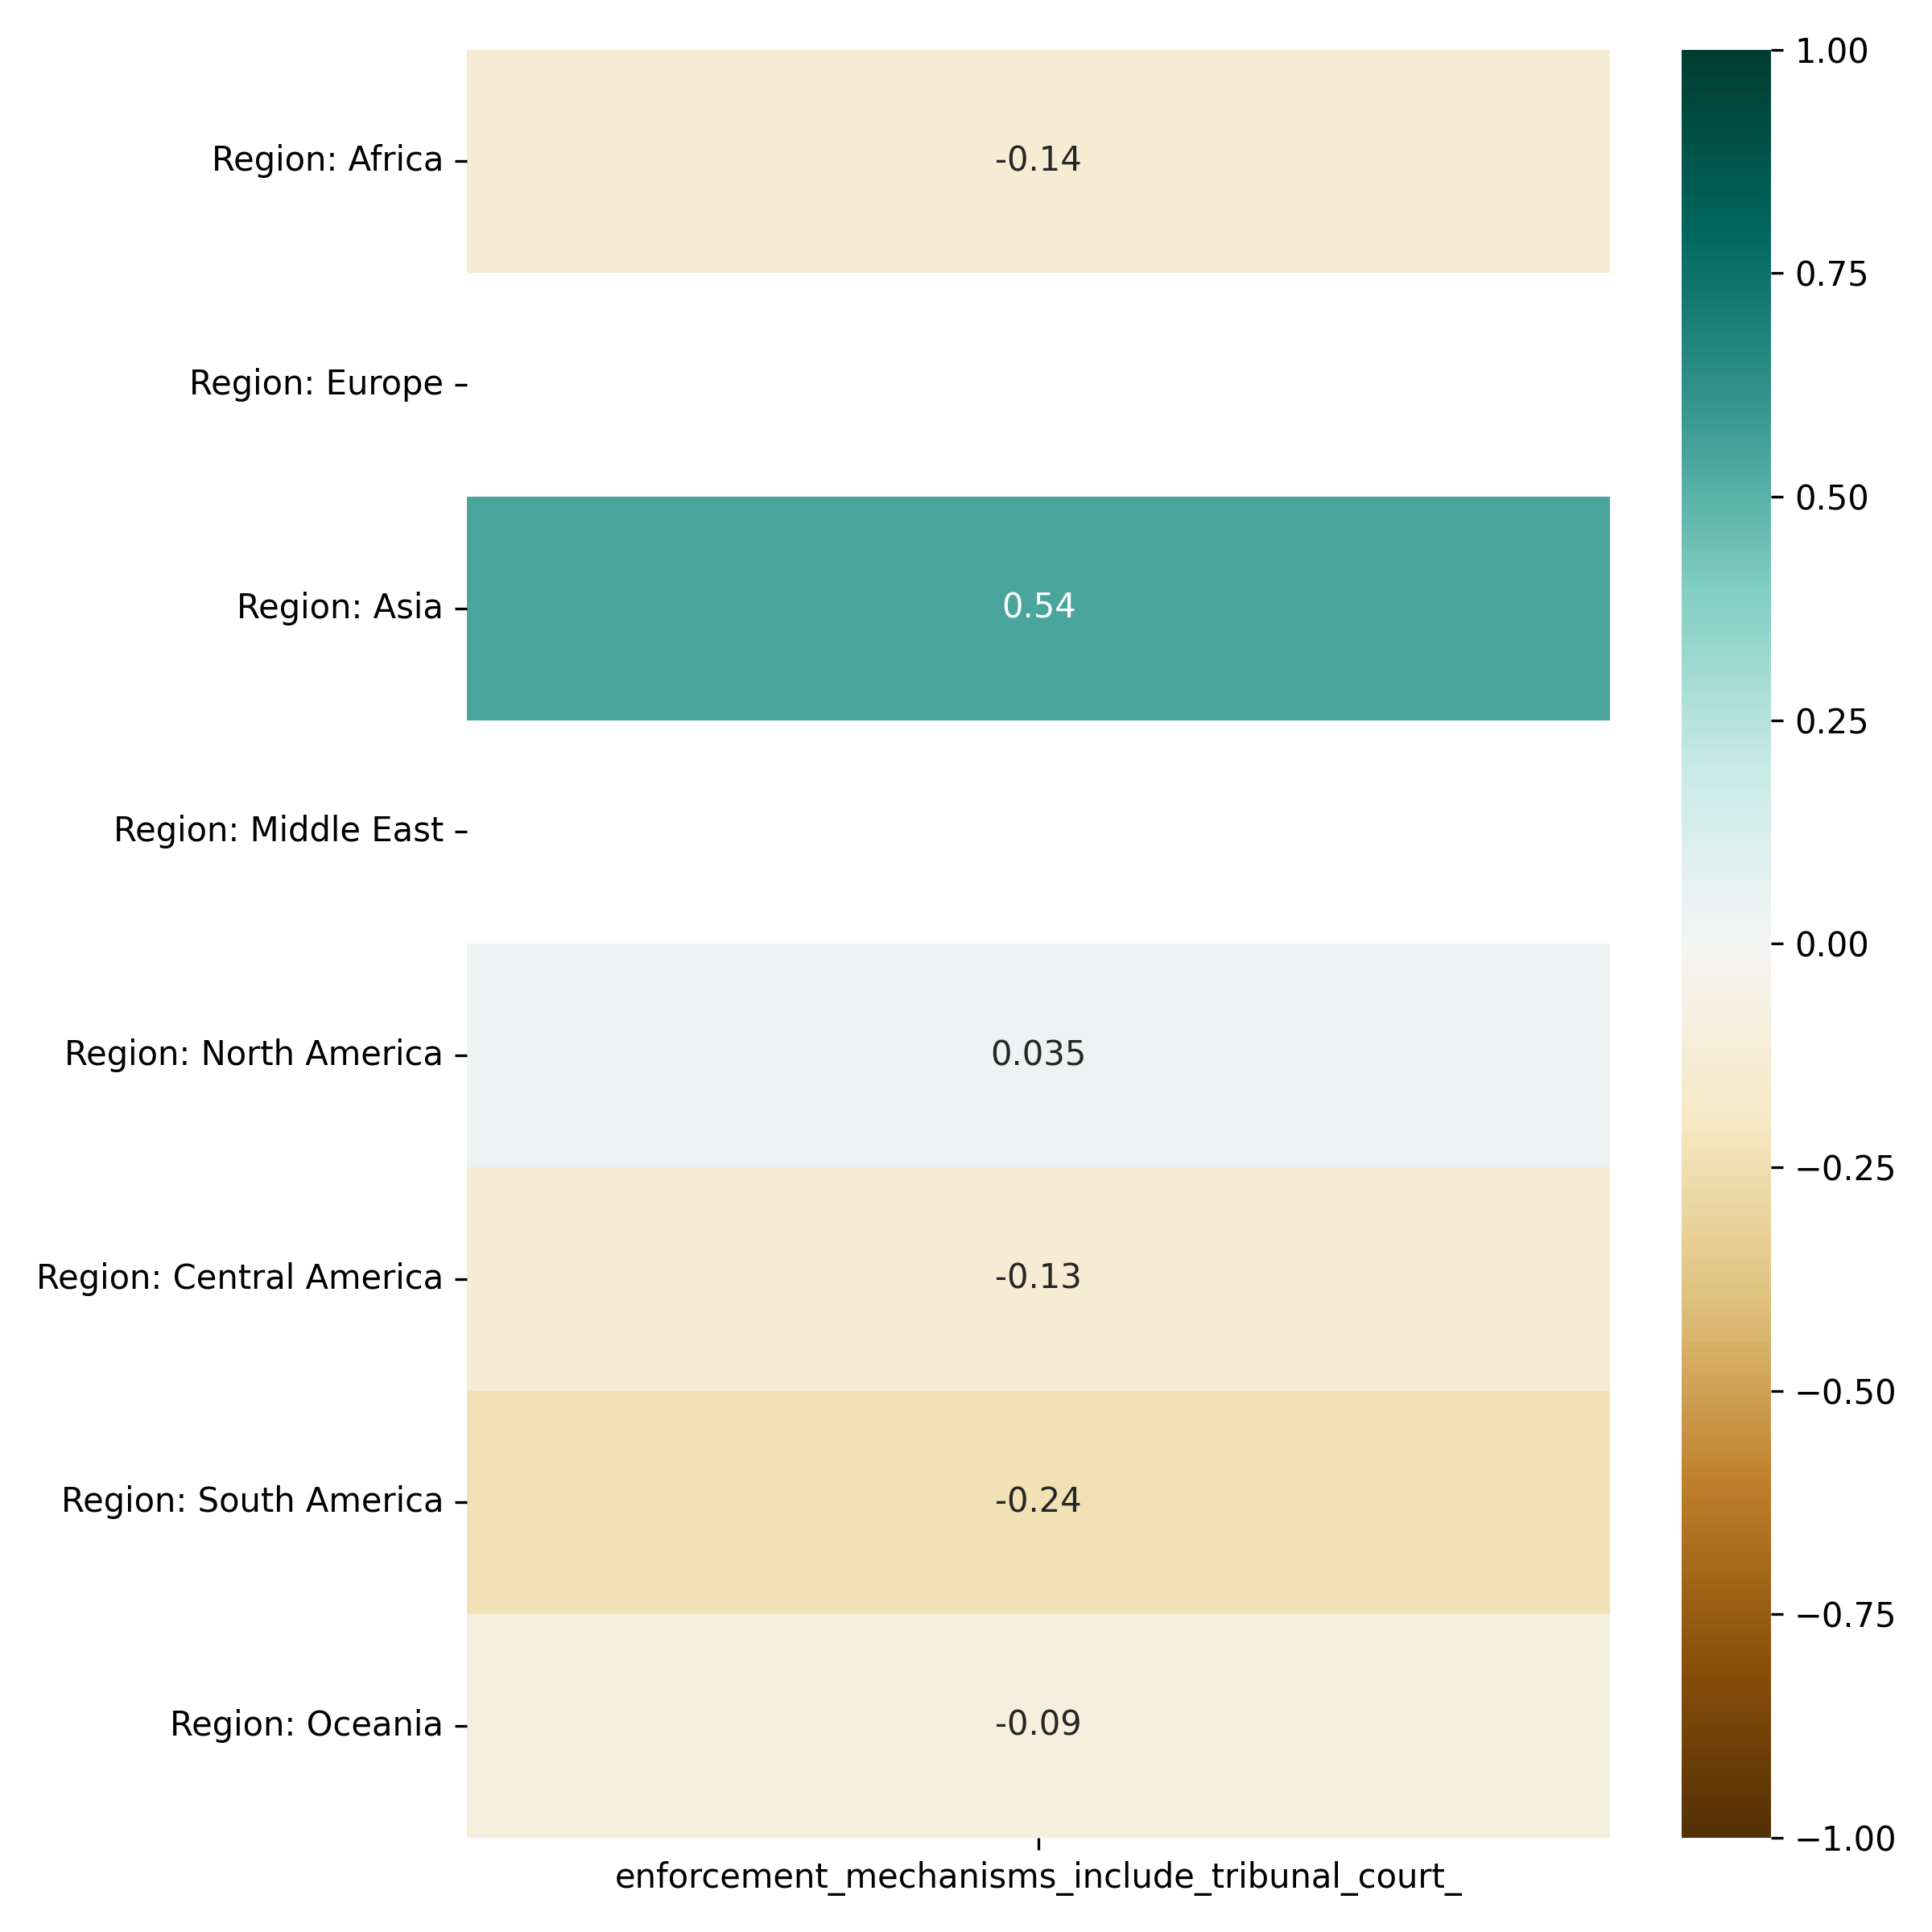 Region: Africa
-0.14
Region: Europe
Region: Asia
0.54
Region: Middle East
Region: North America
0.035
Region: Central America
-0.13
Region: South America
-0.24
Region: Oceania
-0.09
enforcement_mechanisms_include_tribunal_court_
1.00
0.75
0.50
0.25
0.00
−0.25
−0.50
−0.75
−1.00